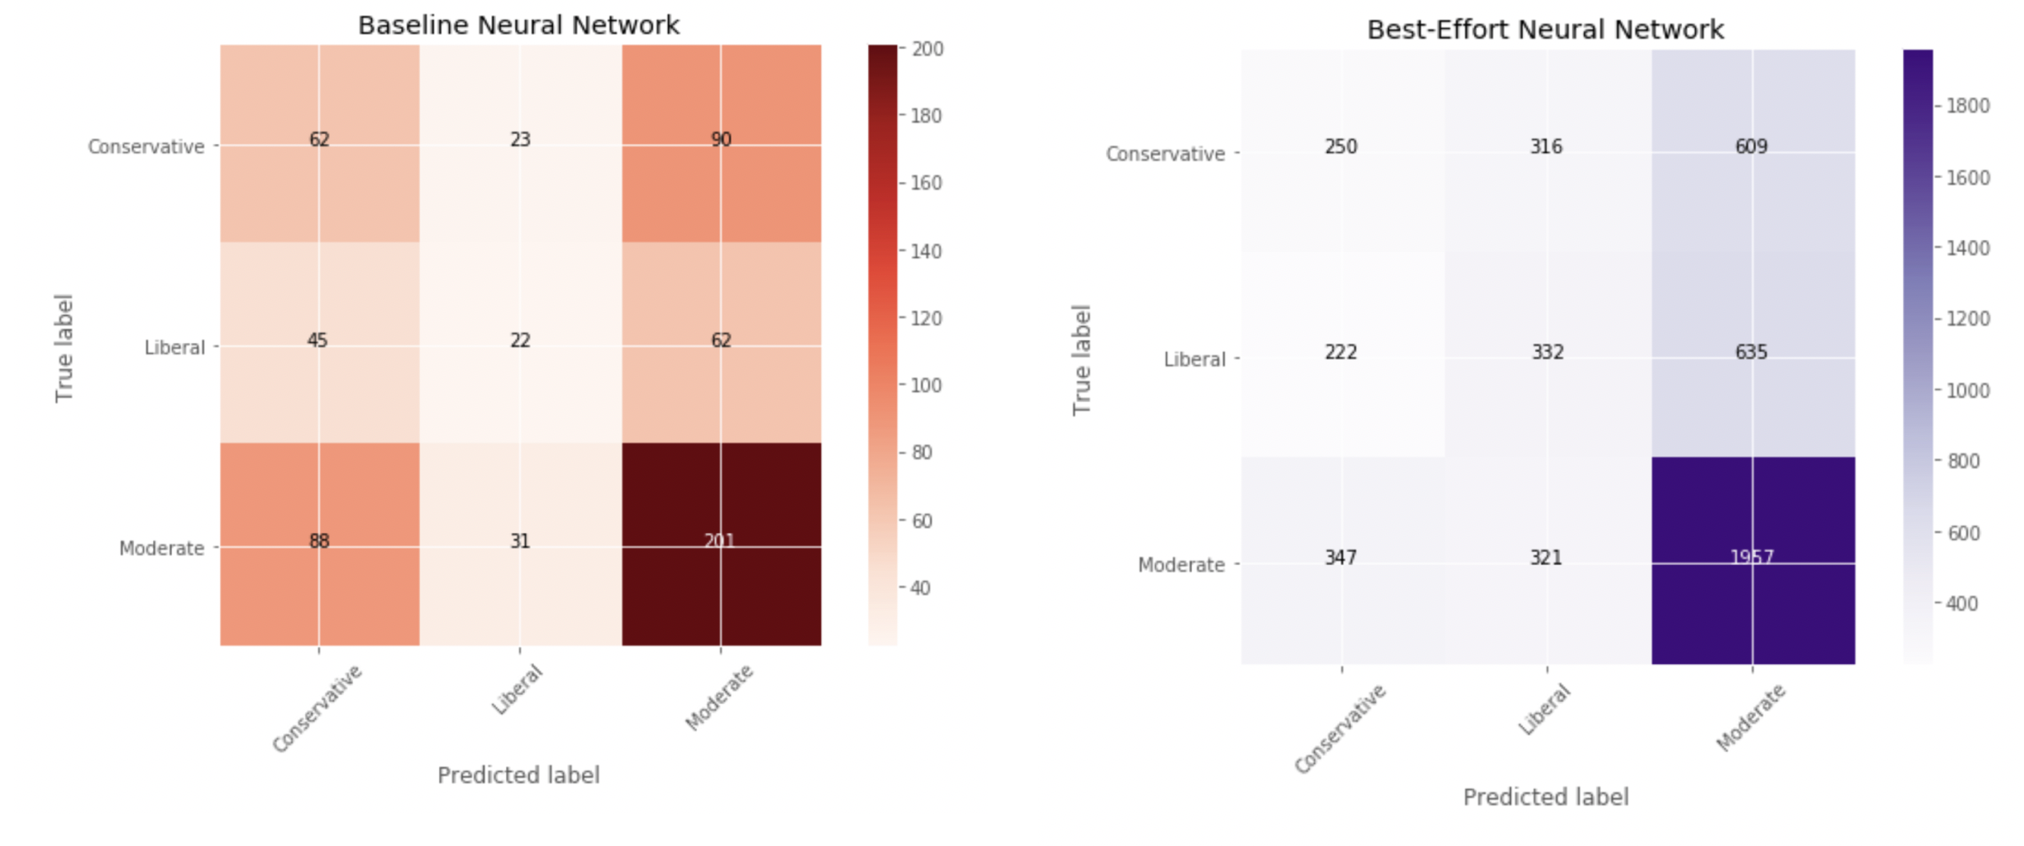 Baseline Neural Network
200
180
160
140
120
100
80
60
40
True label
Conservative
62 23 90
Liberal
45 22 62
Moderate
88 31 201
Conservative
Liberal
Moderate
Predicted label
Best-Effort Neural Network
1800
1600
1400
1200
1000
800
600
400
True label
Conservative
250 316 609
Liberal
222 332 635
Moderate
347 321 1957
Conservative
Liberal
Moderate
Predicted label